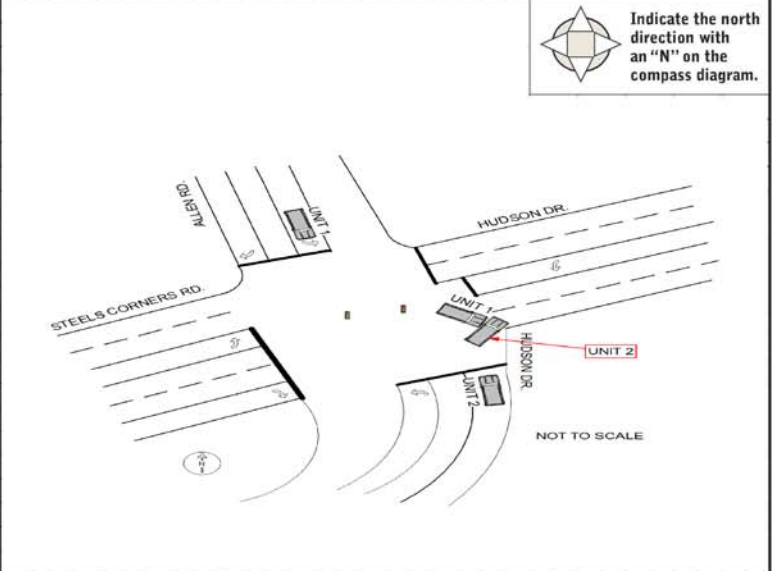 Indicate the north
direction with
an “N” on the
compass diagram.
ALLEN RD.
UNIT 1
HUDSON DR.
STEELS CORNERS RD.
UNIT 1
HUDSON DR.
UNIT 2
UNIT 2
NOT TO SCALE
N